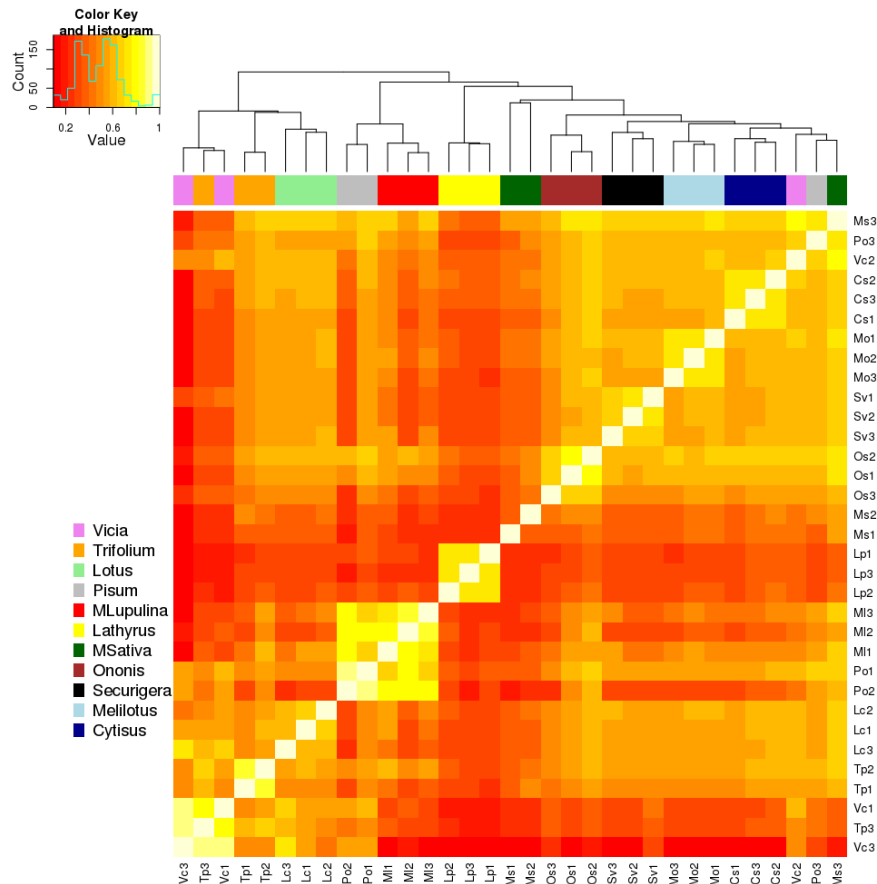 Color Key
and Histogram
Count
0
50
150
0.2
0.6
1
Value
Ms3
Po3
Vc2
Cs2
Cs3
Cs1
Mo1
Mo2
Mo3
Sv1
Sv2
Sv3
Os2
Os1
Os3
Ms2
Ms1
Lp1
Lp3
Lp2
Ml3
Ml2
Ml1
Po1
Po2
Lc2
Lc1
Lc3
Tp2
Tp1
Vc1
Tp3
Vc3
Vicia
Trifolium
Lotus
Pisum
MLupulina
Lathyrus
MSativa
Ononis
Securigera
Melilotus
Cytisus
Vc3
Tp3
Vc1
Tp1
Tp2
Lc3
Lc1
Lc2
Po2
Po1
Ml1
Ml2
Ml3
Lp2
Lp3
Lp1
Ms1
Ms2
Os3
Os1
Os2
Sv3
Sv2
Sv1
Mo3
Mo2
Mo1
Cs1
Cs3
Cs2
Vc2
Po3
Ms3